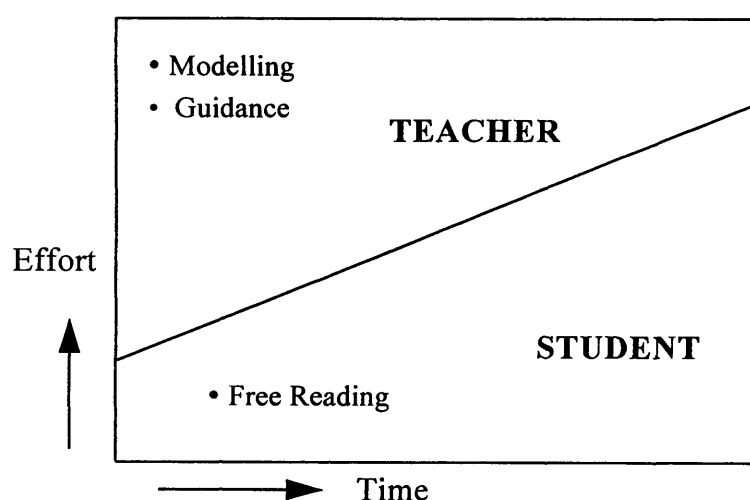 • Modelling
• Guidance
TEACHER
Effort
STUDENT
• Free Reading
Time